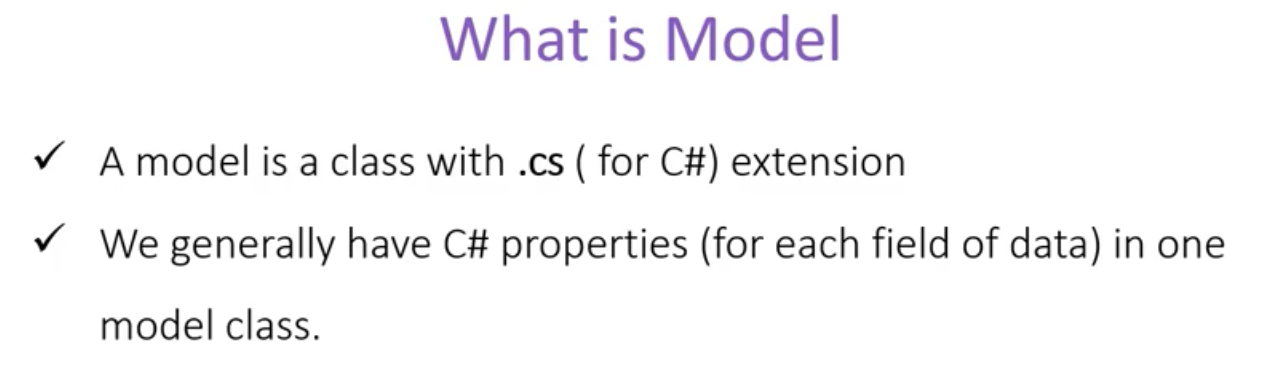 What is Model
✓ A model is a class with .cs ( for C#) extension
✓ We generally have C# properties (for each field of data) in one
model class.